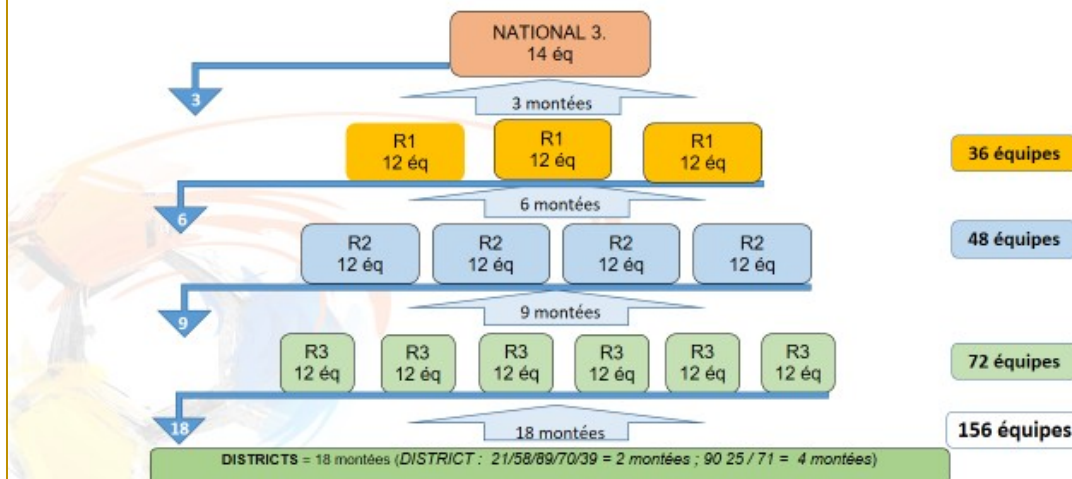 NATIONAL 3.
14 éq
3
3 montées
R1
12 éq
R1
12 éq
R1
12 éq
36 équipes
6
6 montées
R2
12 éq
R2
12 éq
R2
12 éq
R2
12 éq
48 équipes
9
9 montées
R3
12 éq
R3
12 éq
R3
12 éq
R3
12 éq
R3
12 éq
R3
12 éq
72 équipes
18
18 montées
156 équipes
DISTRICTS = 18 montées (DISTRICT : 21/58/89/70/39 = 2 montées ; 90 25 / 71 = 4 montées)